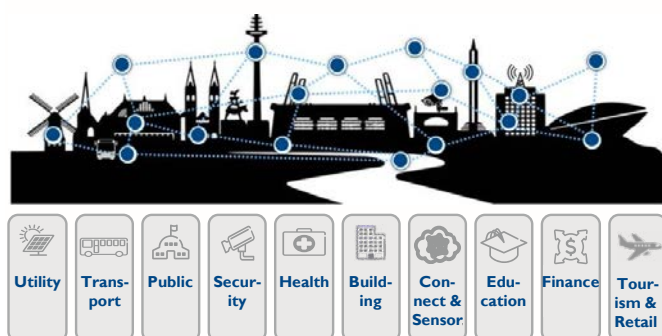 Utility
Trans-
port
Public
Secur-
ity
Health
Build-
ing
Con-
nect &
Sensor
Edu-
cation
Finance
$
Tour-
ism &
Retail